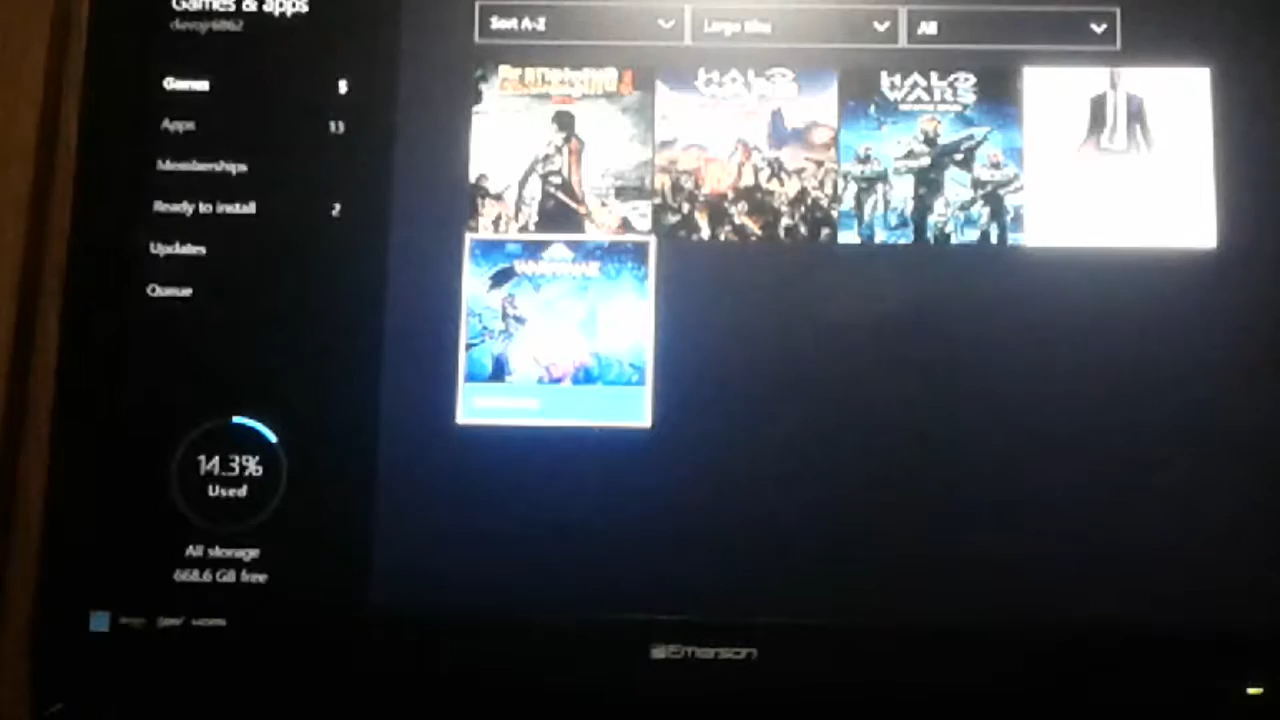 Games & apps
Sort A-Z
Large tiles
All
Games 5
Apps 13
Memberships
Ready to install 2
Updates
Queue
HALO WARS
HALO WARS
14.3%
Used
All storage
668.6 GB free
Emerson